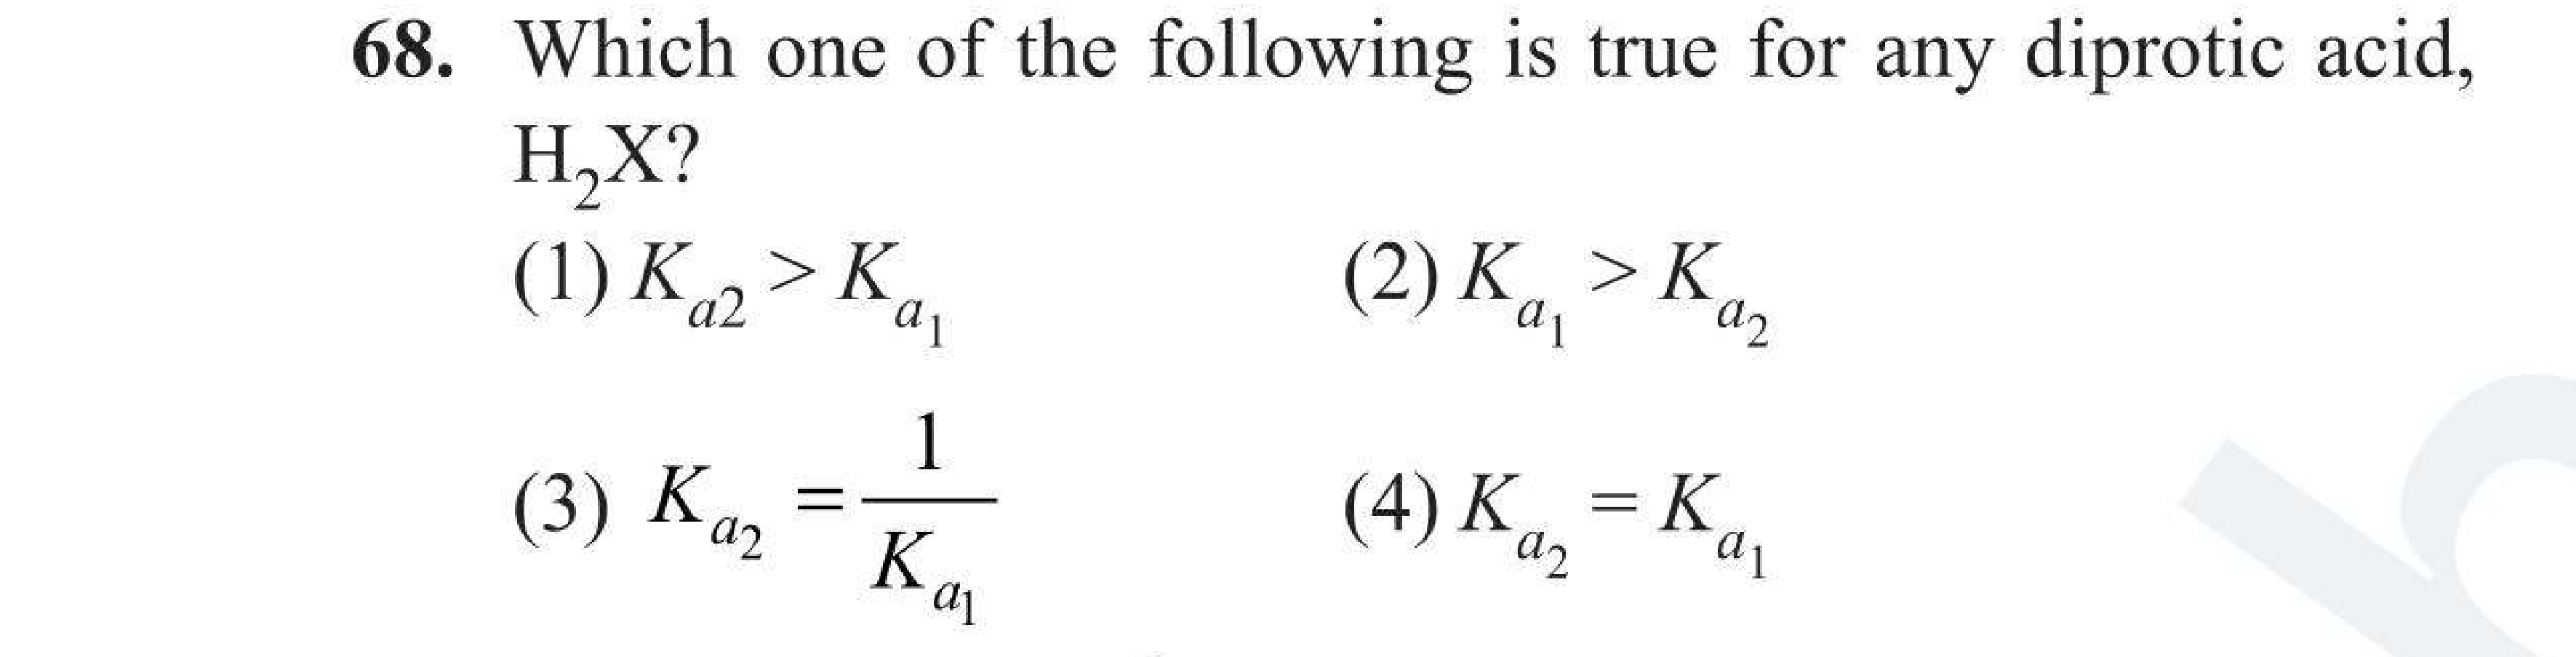 68. Which one of the following is true for any diprotic acid,
H₂X?
(1) Kₐ₂ > Kₐ₁ (2) Kₐ₁ > Kₐ₂
(3) Kₐ₂ = 1/Kₐ₁ (4) Kₐ₂ = Kₐ₁